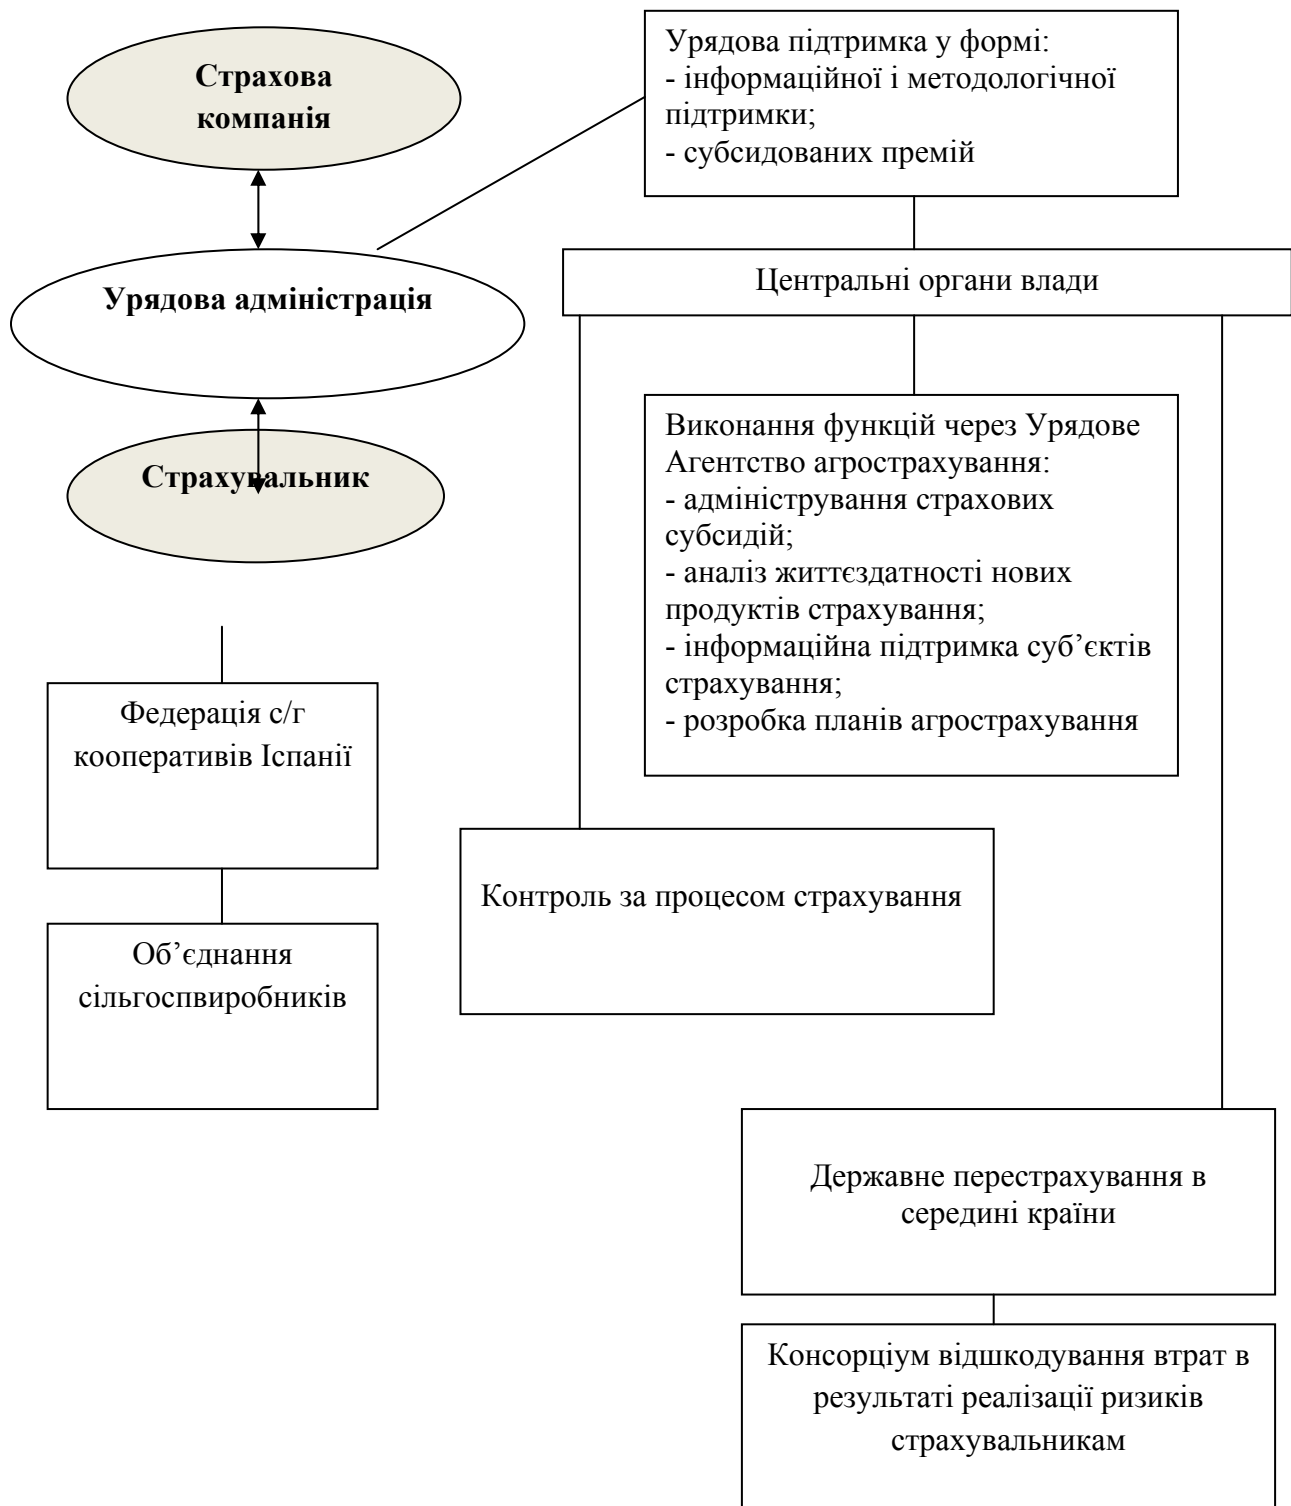 Страхова
компанія
Урядова підтримка у формі:
- інформаційної і методологічної
підтримки;
- субсидованих премій
Урядова адміністрація
Центральні органи влади
Страхувальник
Виконання функцій через Урядове
Агентство агрострахування:
- адміністрування страхових
субсидій;
- аналіз життєздатності нових
продуктів страхування;
- інформаційна підтримка суб’єктів
страхування;
- розробка планів агрострахування
Федерація с/г
кооперативів Іспанії
Контроль за процесом страхування
Об’єднання
сільгоспвиробників
Державне перестрахування в
середині країни
Консорціум відшкодування втрат в
результаті реалізації ризиків
страхувальникам